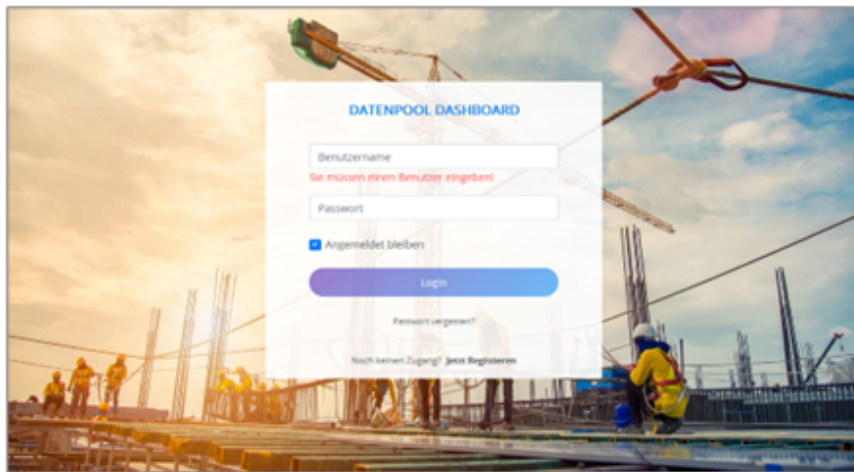 DATENPOOL DASHBOARD
Benutzername
Sie müssen einen Benutzer eingeben!
Passwort
Angemeldet bleiben
Login
Passwort vergessen?
Noch keinen Zugang? Jetzt Registrieren